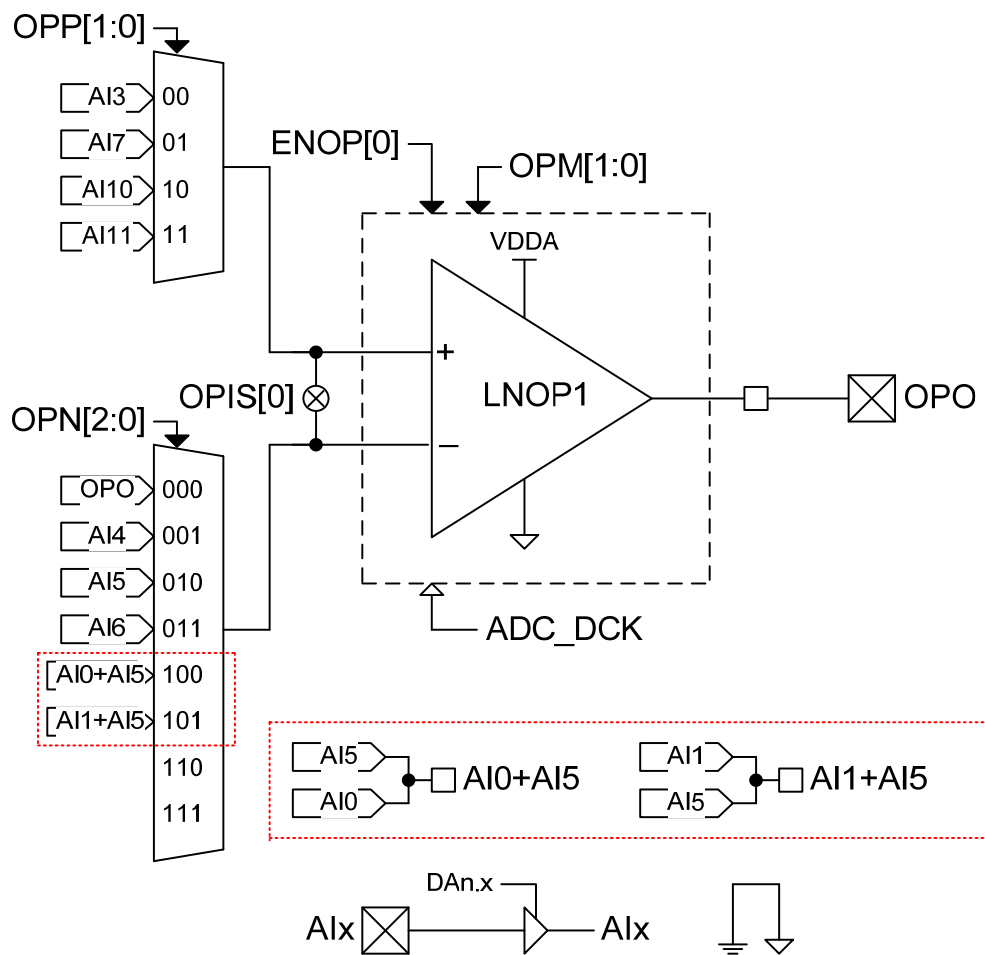 OPP[1:0]
AI3 00
AI7 01
AI10 10
AI11 11
ENOP[0]
OPM[1:0]
VDDA
+
LNOP1
−
OPIS[0]
OPO
OPN[2:0]
OPO 000
AI4 001
AI5 010
AI6 011
AI0+AI5 100
AI1+AI5 101
110
111
ADC_DCK
AI5
AI0
AI0+AI5
AI1
AI5
AI1+AI5
DAn.x
AIx
AIx